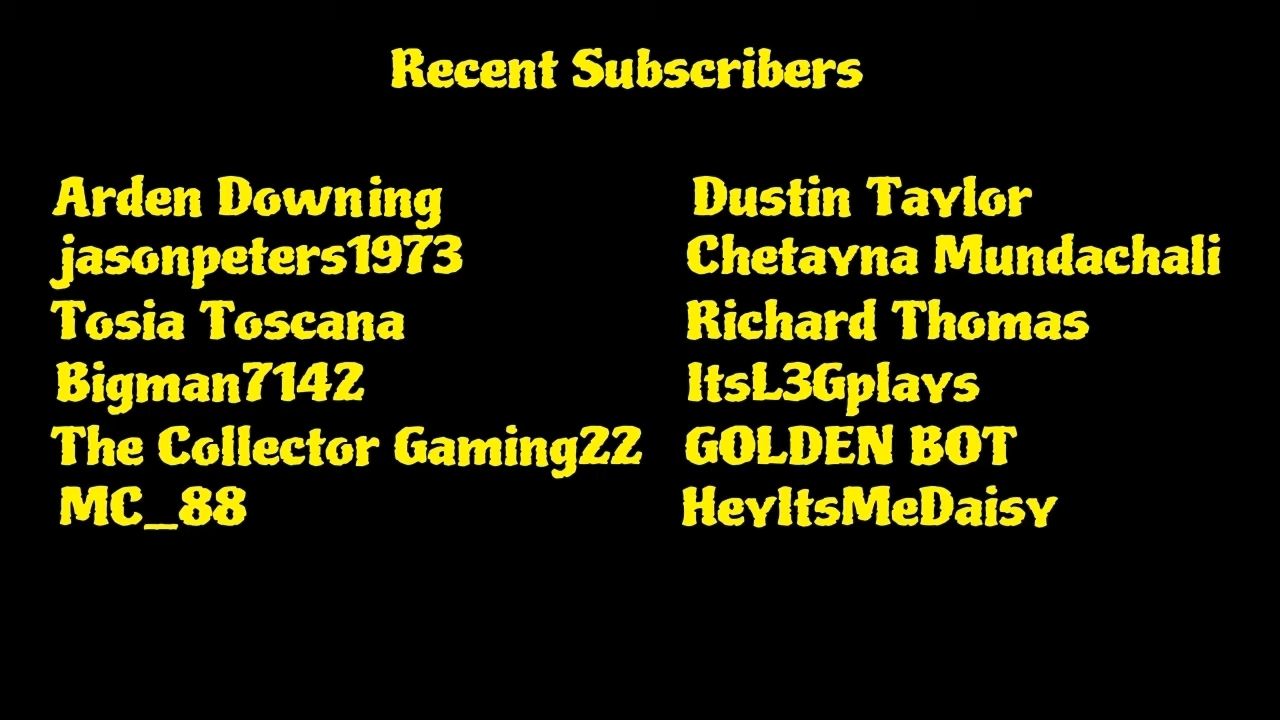 Recent Subscribers
Arden Downing
jasonpeters1973
Tosia Toscana
Bigman7142
The Collector Gaming22
MC_88
Dustin Taylor
Chetayna Mundachali
Richard Thomas
ItsL3Gplays
GOLDEN BOT
HeyItsMeDaisy